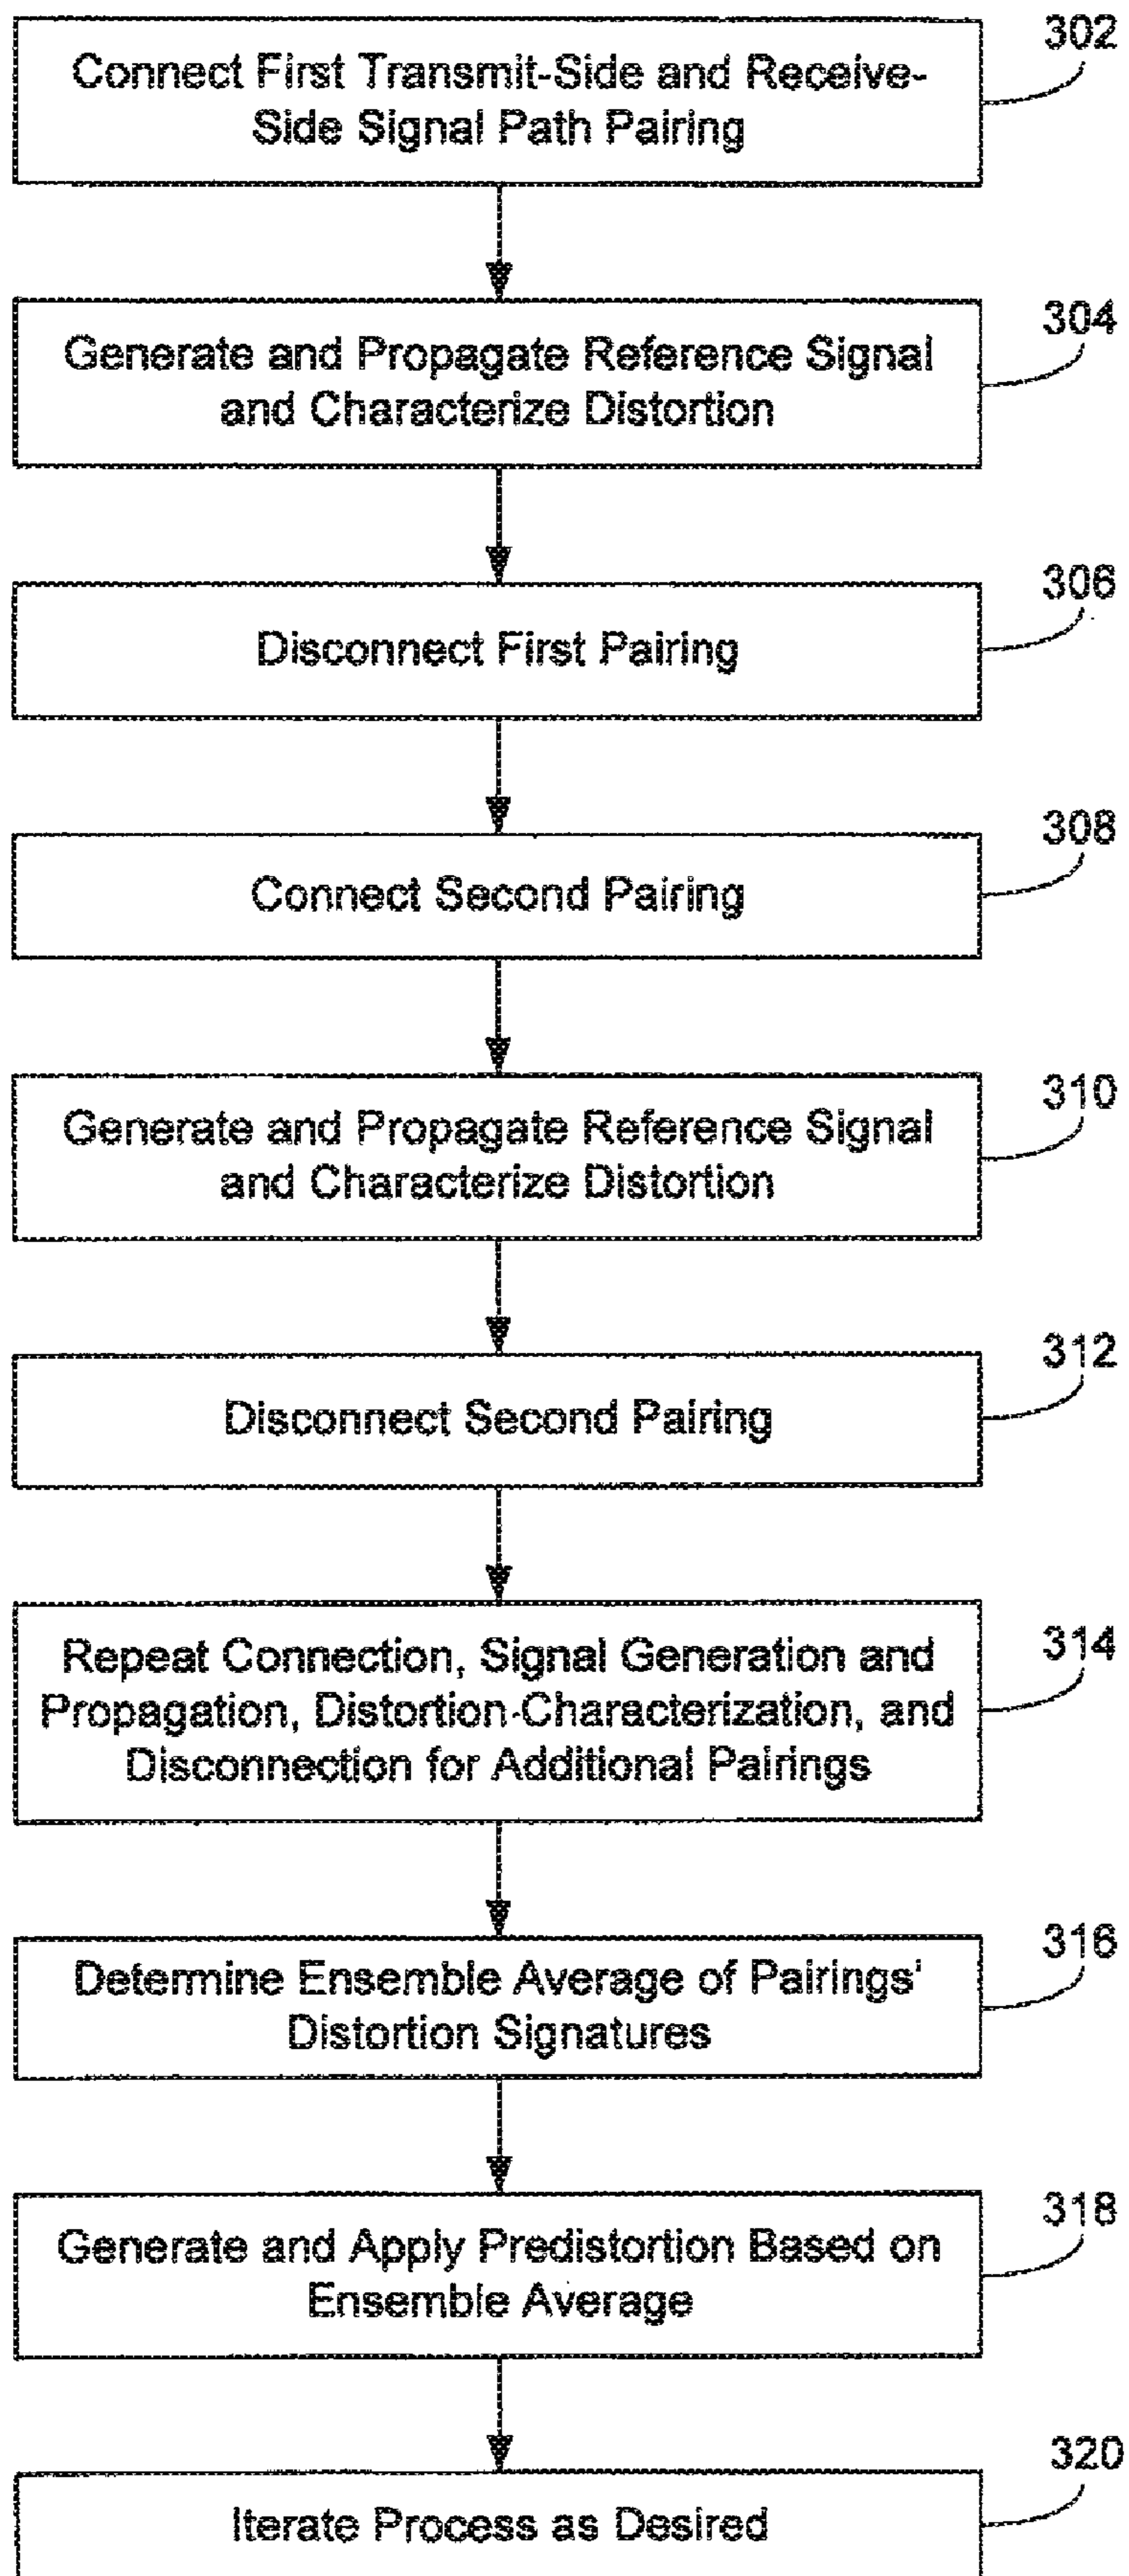 302
Connect First Transmit-Side and Receive-
Side Signal Path Pairing
304
Generate and Propagate Reference Signal
and Characterize Distortion
306
Disconnect First Pairing
308
Connect Second Pairing
310
Generate and Propagate Reference Signal
and Characterize Distortion
312
Disconnect Second Pairing
314
Repeat Connection, Signal Generation and
Propagation, Distortion-Characterization, and
Disconnection for Additional Pairings
316
Determine Ensemble Average of Pairings'
Distortion Signatures
318
Generate and Apply Predistortion Based on
Ensemble Average
320
Iterate Process as Desired